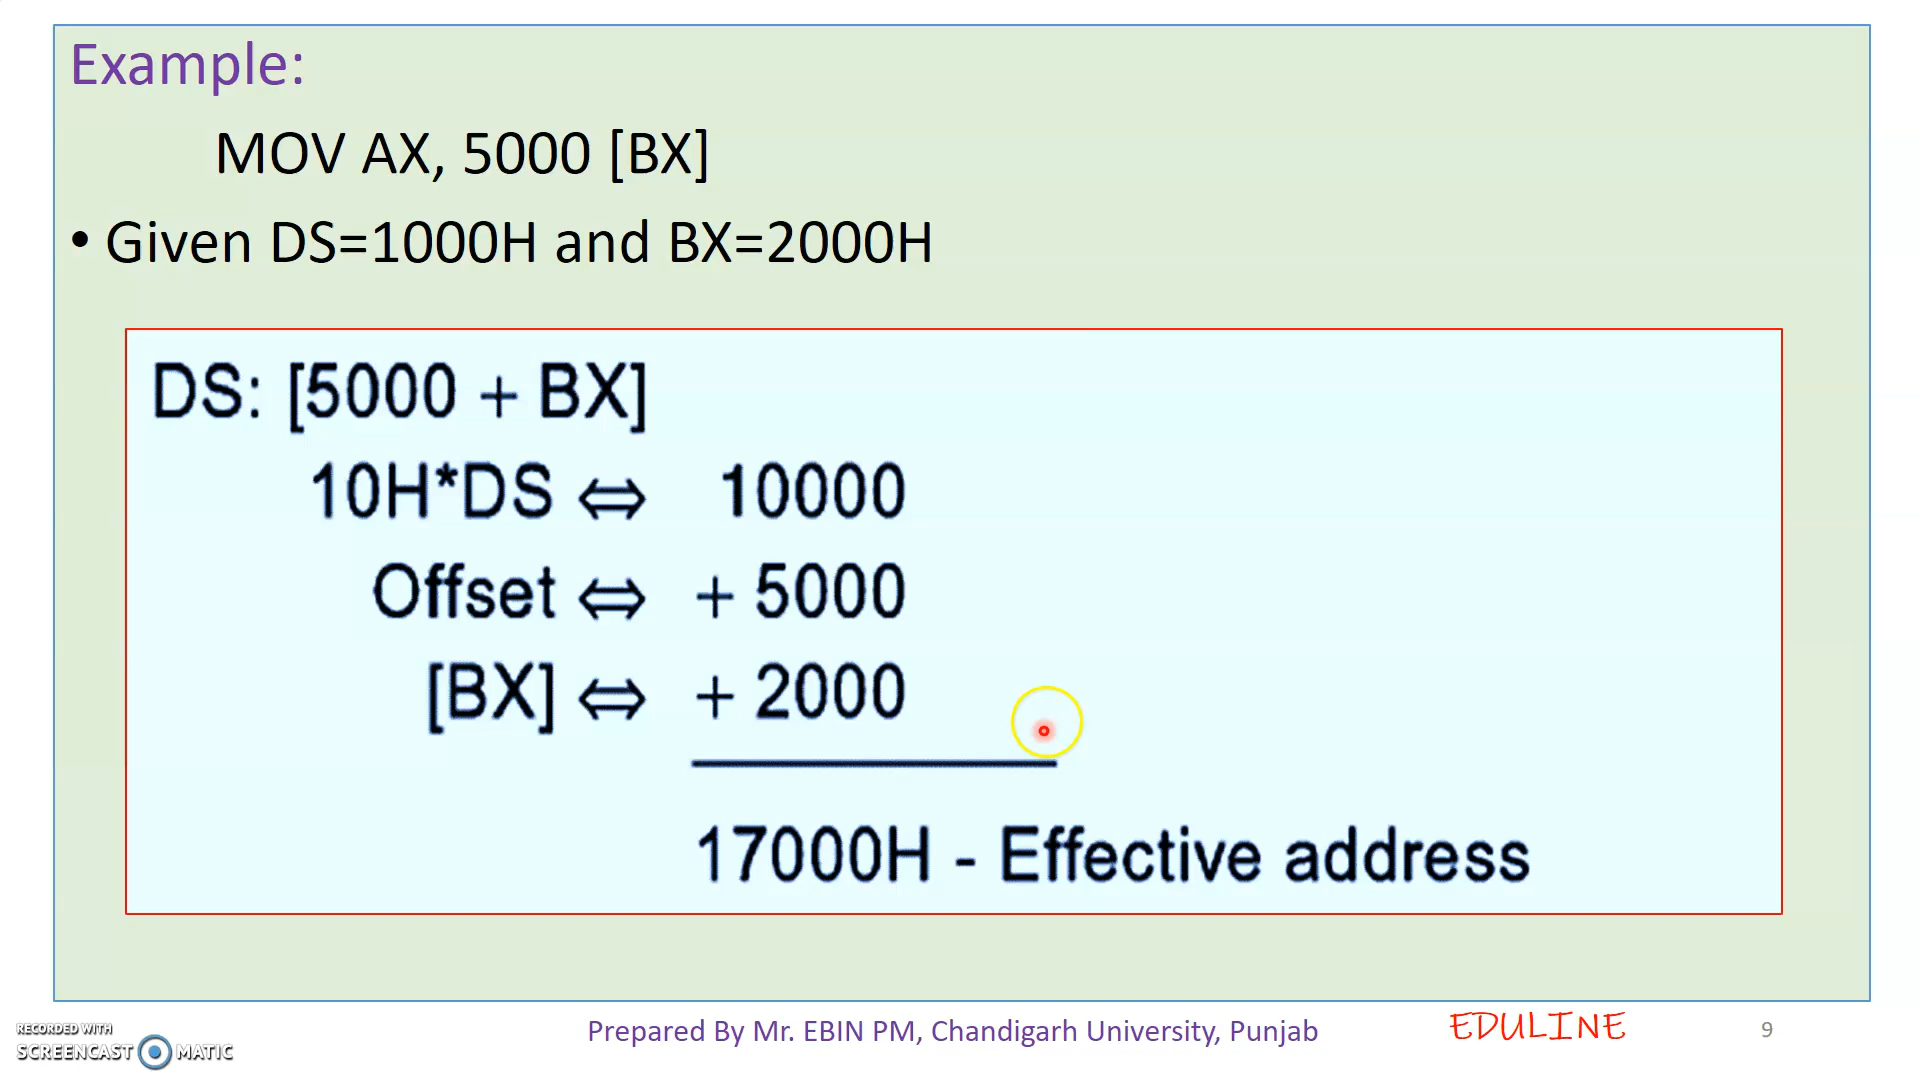 Example:
MOV AX, 5000 [BX]
• Given DS=1000H and BX=2000H
DS: [5000 + BX]
10H*DS ⇔ 10000
Offset ⇔ + 5000
[BX] ⇔ + 2000
17000H - Effective address
Prepared By Mr. EBIN PM, Chandigarh University, Punjab
EDULINE
9
RECORDED WITH
SCREENCAST MATIC